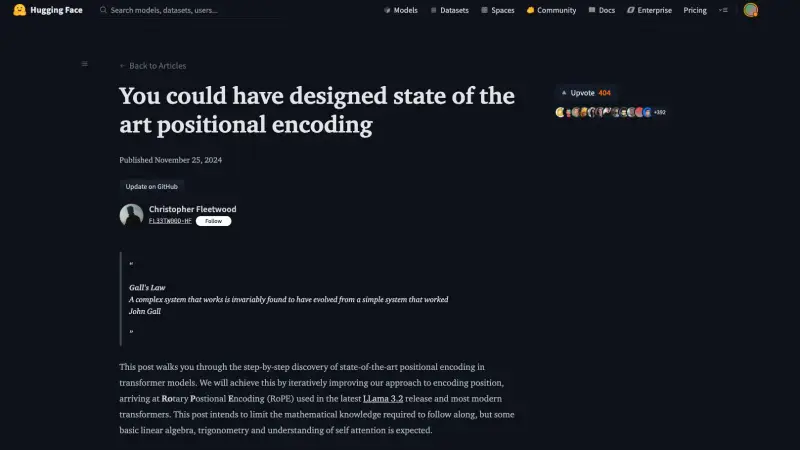 Hugging Face
Search models, datasets, users...
Models
Datasets
Spaces
Community
Docs
Enterprise
Pricing
← Back to Articles
You could have designed state of the
art positional encoding
Upvote 404
+392
Published November 25, 2024
Update on GitHub
Christopher Fleetwood
FL33TW00D-HF
Follow
"
Gall's Law
A complex system that works is invariably found to have evolved from a simple system that worked
John Gall
"
This post walks you through the step-by-step discovery of state-of-the-art positional encoding in
transformer models. We will achieve this by iteratively improving our approach to encoding position,
arriving at Rotary Postional Encoding (RoPE) used in the latest LLama 3.2 release and most modern
transformers. This post intends to limit the mathematical knowledge required to follow along, but some
basic linear algebra, trigonometry and understanding of self attention is expected.